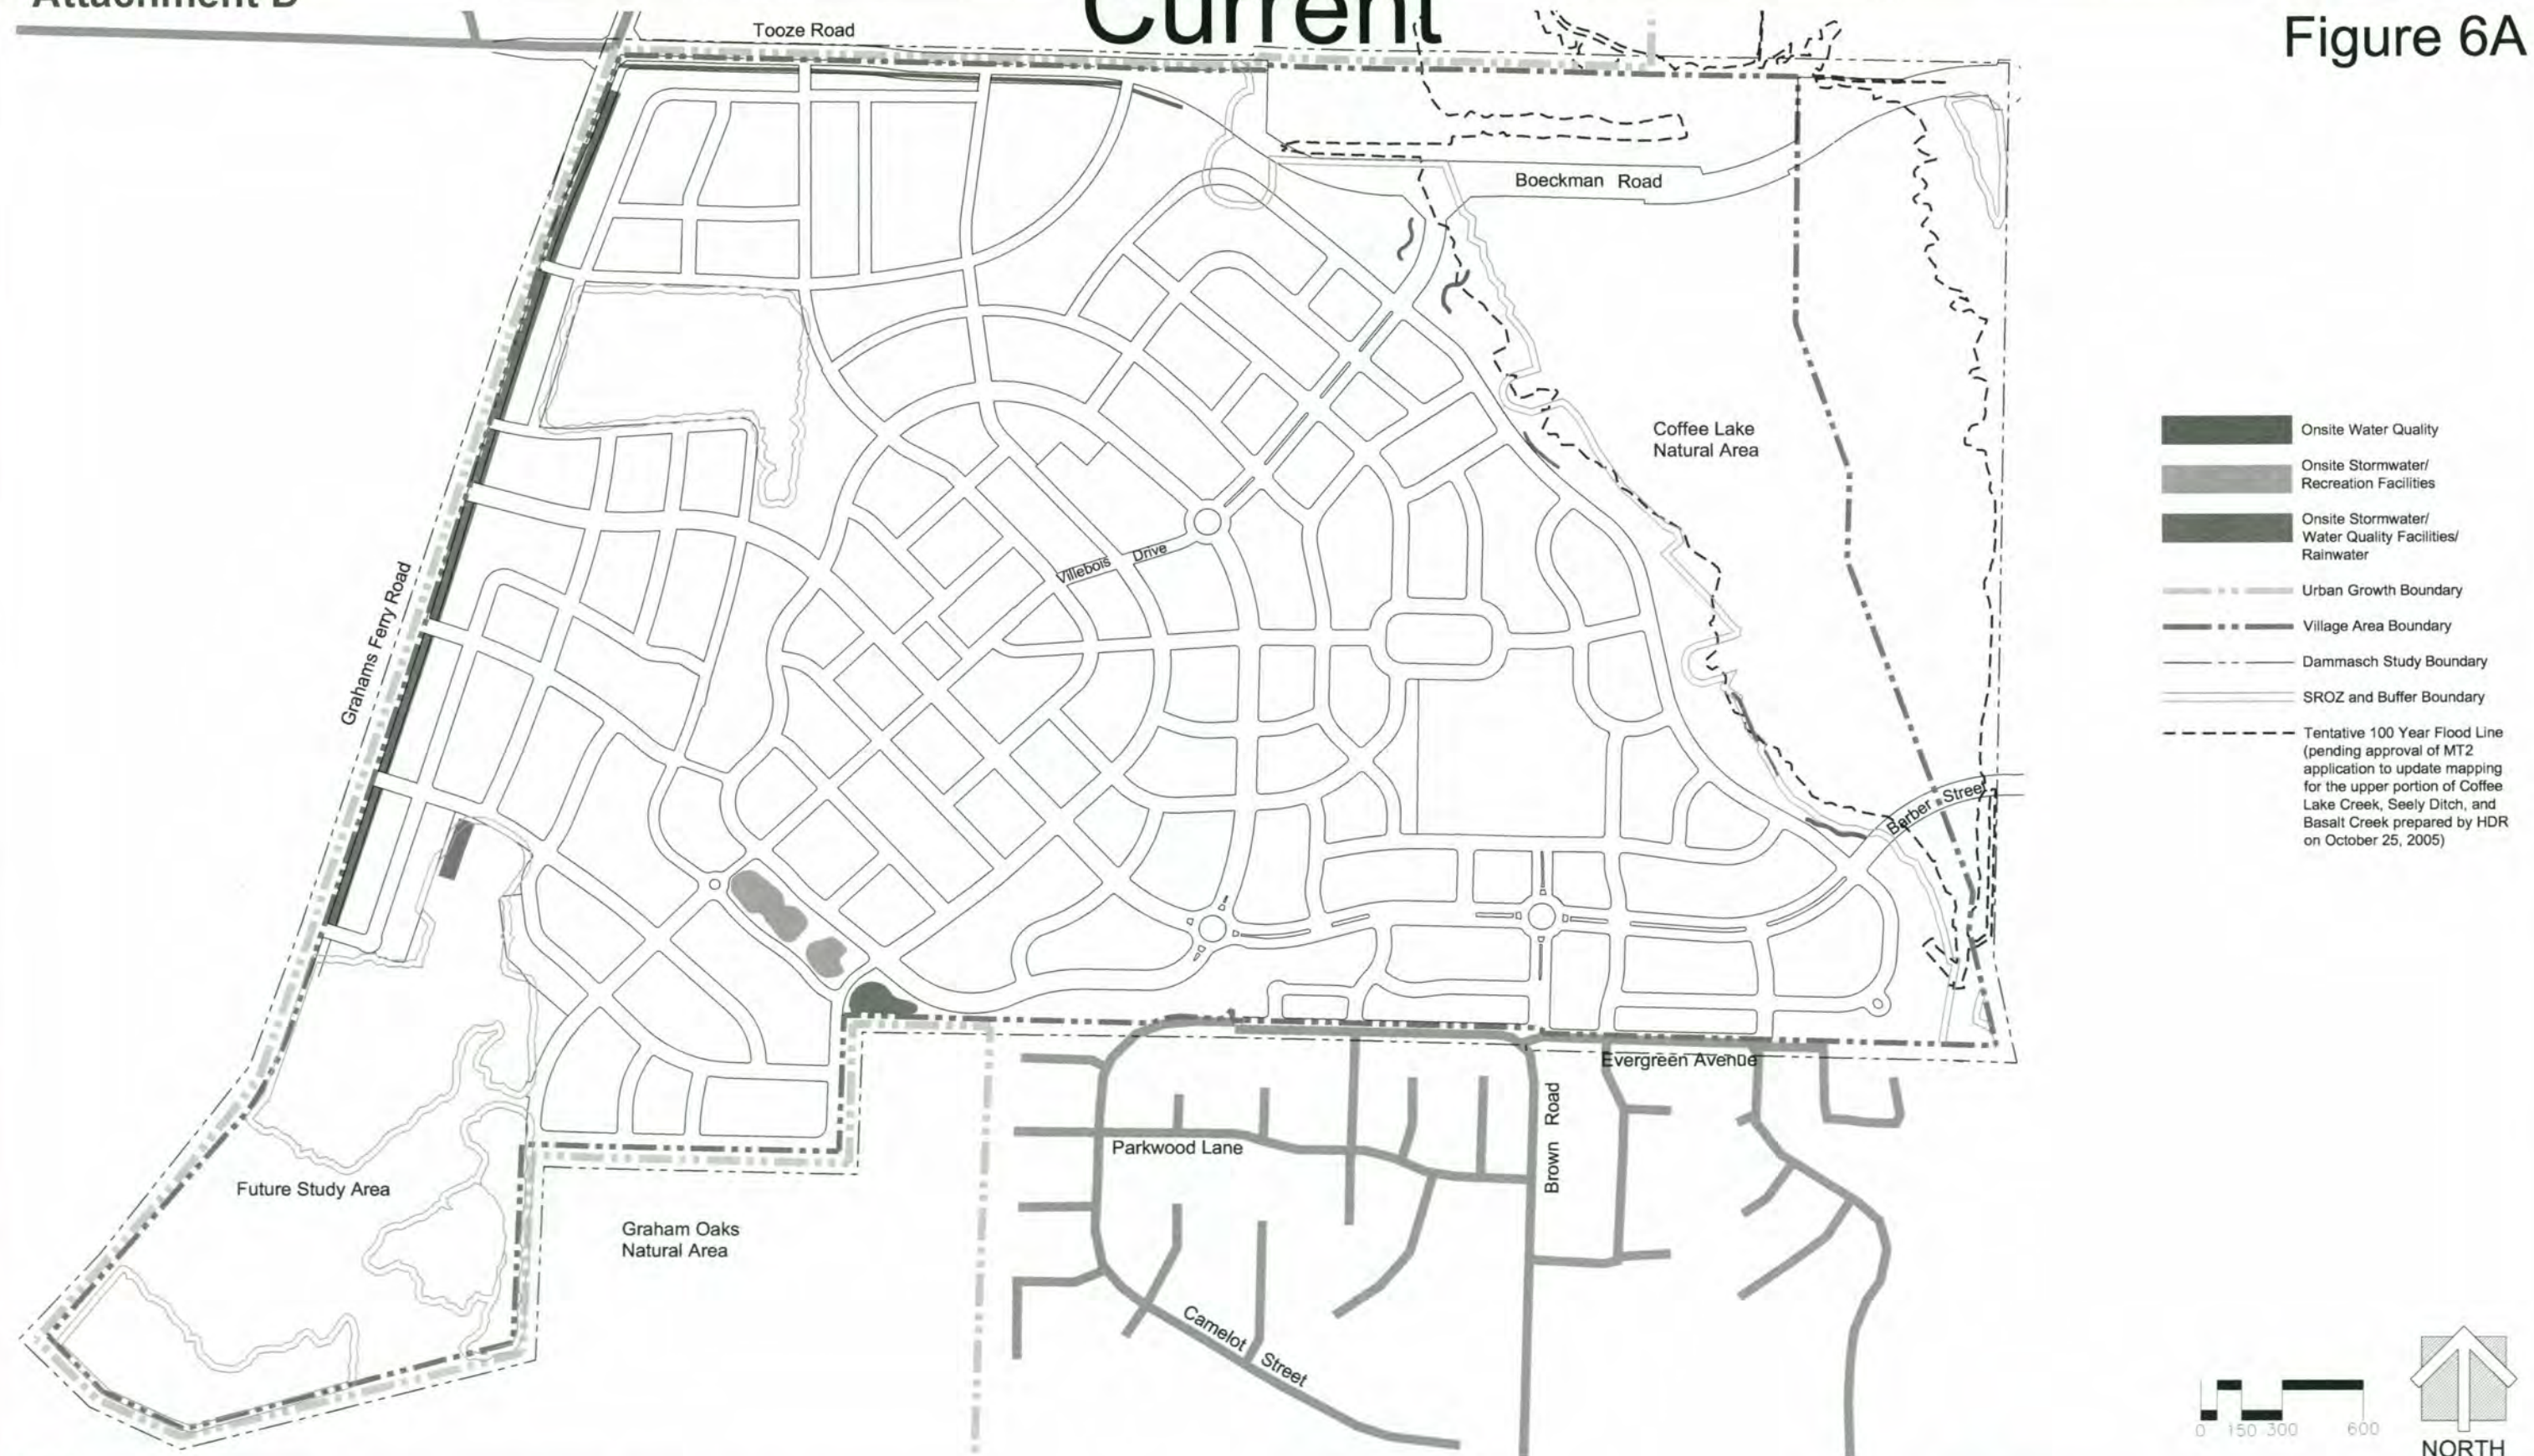 Attachment B
Current
Figure 6A
Tooze Road
Boeckman Road
Coffee Lake
Natural Area
Villebois Drive
Grahams Ferry Road
Barber Street
Evergreen Avenue
Brown Road
Parkwood Lane
Camelot Street
Future Study Area
Graham Oaks
Natural Area
Onsite Water Quality
Onsite Stormwater/
Recreation Facilities
Onsite Stormwater/
Water Quality Facilities/
Rainwater
Urban Growth Boundary
Village Area Boundary
Dammasch Study Boundary
SROZ and Buffer Boundary
Tentative 100 Year Flood Line
(pending approval of MT2
application to update mapping
for the upper portion of Coffee
Lake Creek, Seely Ditch, and
Basalt Creek prepared by HDR
on October 25, 2005)
0 150 300 600
NORTH